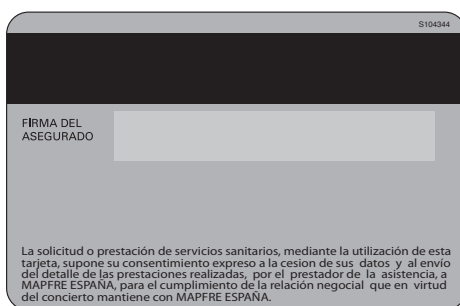 S104344
FIRMA DEL
ASEGURADO
La solicitud o prestación de servicios sanitarios, mediante la utilización de esta
tarjeta, supone su consentimiento expreso a la cesion de sus datos y al envío
del detalle de las prestaciones realizadas, por el prestador de la asistencia, a
MAPFRE ESPAÑA, para el cumplimiento de la relación negocial que en virtud
del concierto mantiene con MAPFRE ESPAÑA.